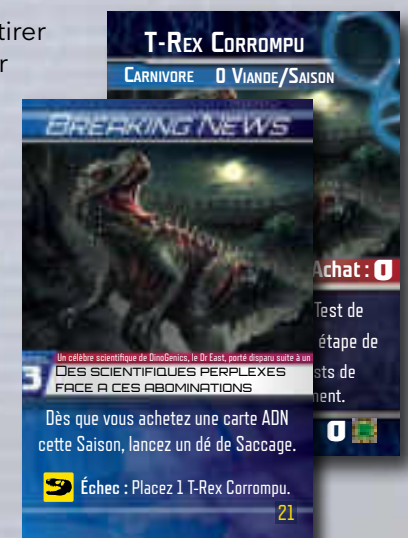 tirer
r
T-Rex Corrompu
Carnivore 0 Viande/Saison
Achat : 0
Test de
étape de
sts de
ent.
0
BREAKING NEWS
Un célèbre scientifique de DinoGenics, le Dr East, porté disparu suite à un
3
DES SCIENTIFIQUES PERPLEXES
FACE A CES ABOMINATIONS
Dès que vous achetez une carte ADN
cette Saison, lancez un dé de Saccage.
Échec : Placez 1 T-Rex Corrompu.
21